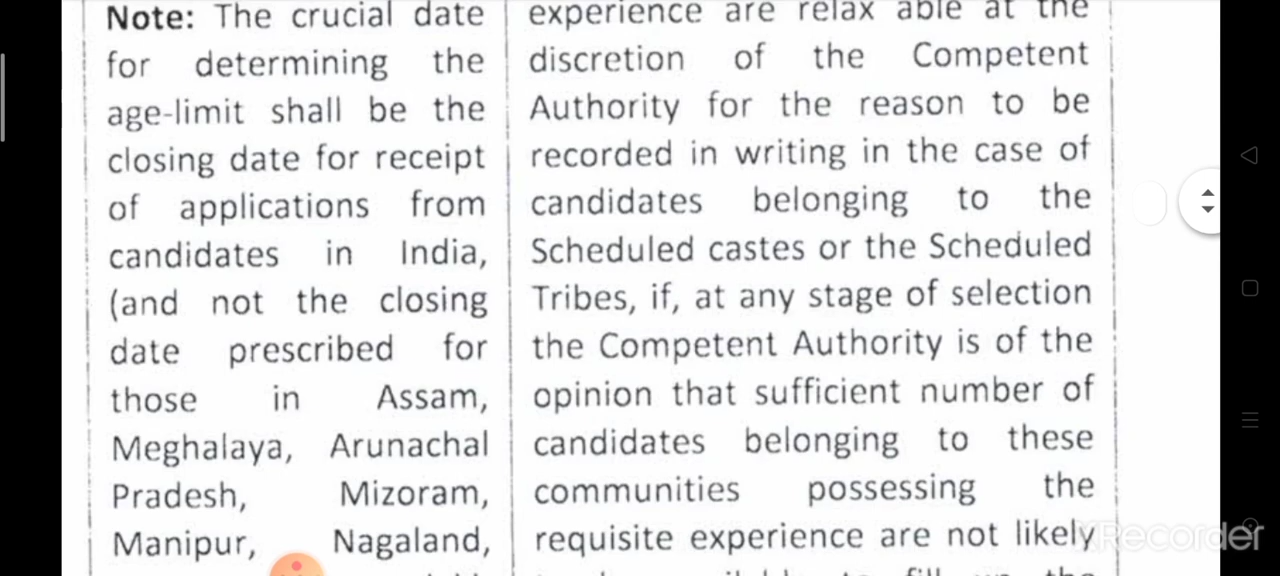 Note: The crucial date
for determining the
age-limit shall be the
closing date for receipt
of applications from
candidates in India,
(and not the closing
date prescribed for
those in Assam,
Meghalaya, Arunachal
Pradesh, Mizoram,
Manipur, Nagaland,
experience are relax able at the
discretion of the Competent
Authority for the reason to be
recorded in writing in the case of
candidates belonging to the
Scheduled castes or the Scheduled
Tribes, if, at any stage of selection
the Competent Authority is of the
opinion that sufficient number of
candidates belonging to these
communities possessing the
requisite experience are not likely
XRecorder